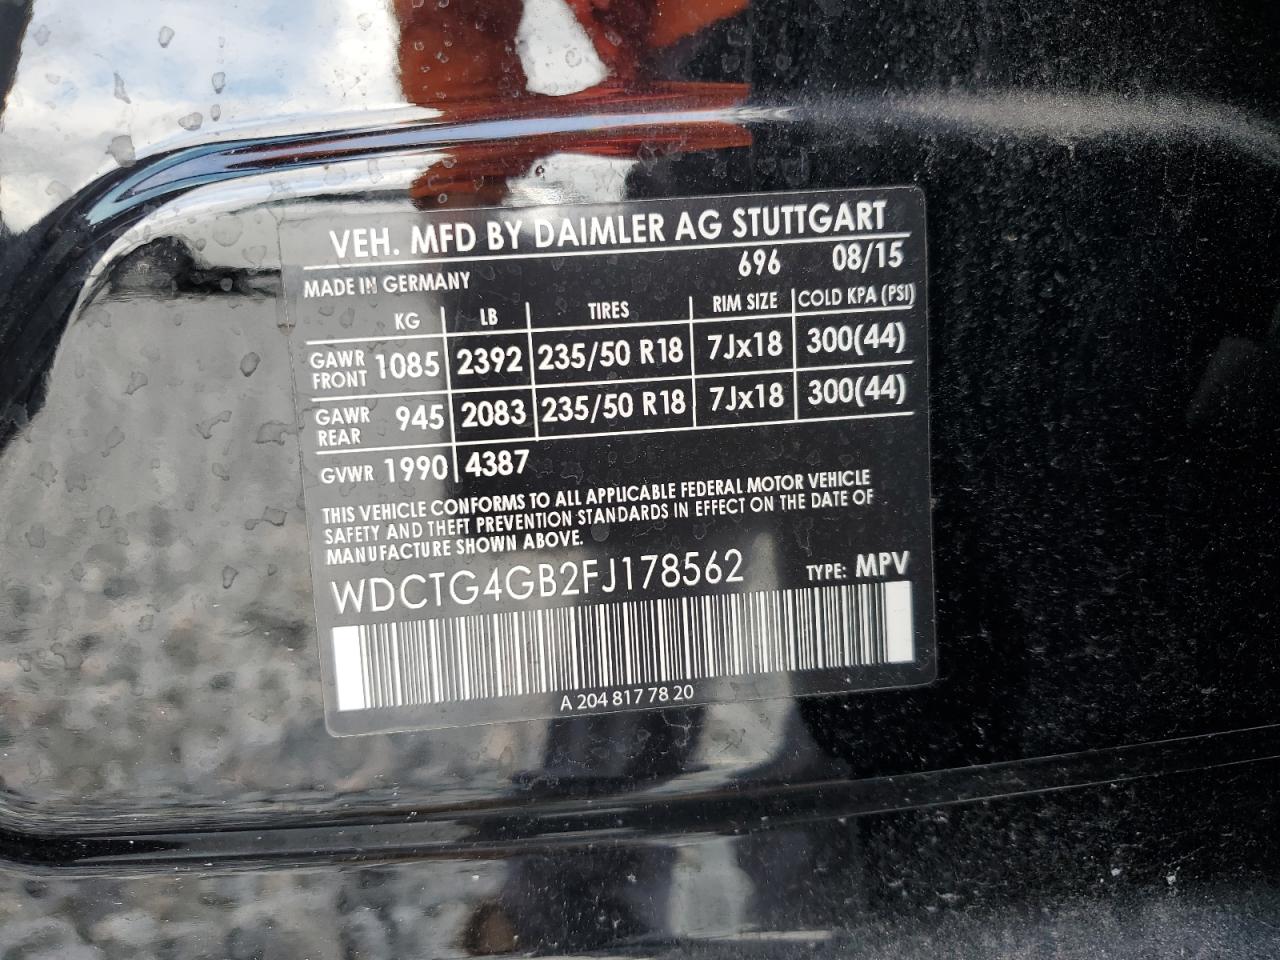 VEH. MFD BY DAIMLER AG STUTTGART
696 08/15
MADE IN GERMANY
KG LB TIRES RIM SIZE COLD KPA (PSI)
GAWR FRONT 1085 2392 235/50 R18 7Jx18 300(44)
GAWR REAR 945 2083 235/50 R18 7Jx18 300(44)
GVWR 1990 4387
THIS VEHICLE CONFORMS TO ALL APPLICABLE FEDERAL MOTOR VEHICLE
SAFETY AND THEFT PREVENTION STANDARDS IN EFFECT ON THE DATE OF
MANUFACTURE SHOWN ABOVE.
WDCTG4GB2FJ178562 TYPE: MPV
A 204 817 78 20